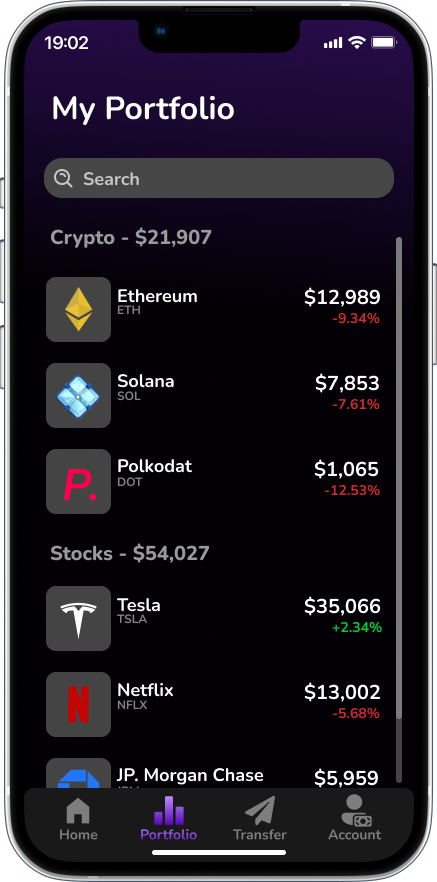 19:02
My Portfolio
Search
Crypto - $21,907
Ethereum $12,989
ETH -9.34%
Solana $7,853
SOL -7.61%
Polkodat $1,065
DOT -12.53%
P.
Stocks - $54,027
Tesla $35,066
TSLA +2.34%
Netflix $13,002
NFLX -5.68%
N
JP. Morgan Chase $5,959
Home Portfolio Transfer Account